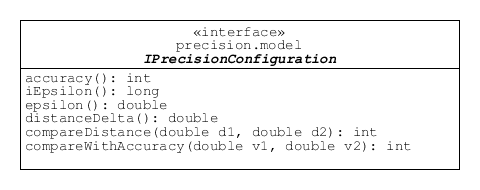 «interface»
precision.model
IPrecisionConfiguration
accuracy(): int
iEpsilon(): long
epsilon(): double
distanceDelta(): double
compareDistance(double d1, double d2): int
compareWithAccuracy(double v1, double v2): int